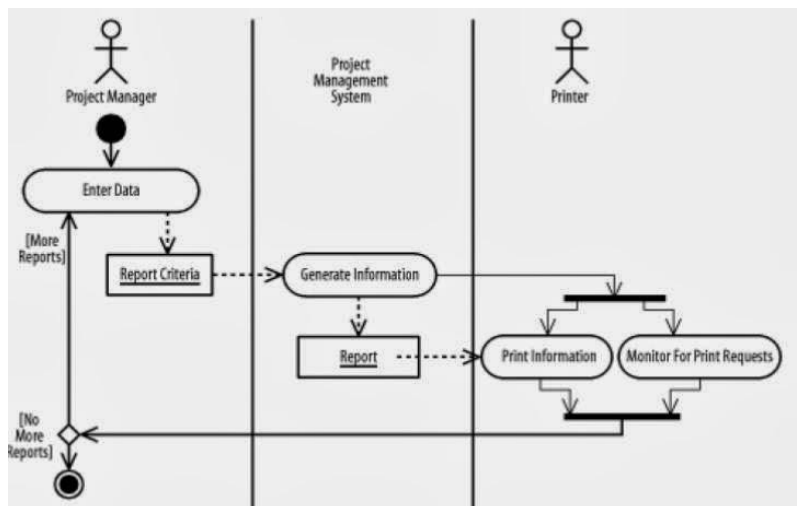 Project Manager
Project
Management
System
Printer
Enter Data
[More
Reports]
Report Criteria
Generate Information
Report
Print Information
Monitor For Print Requests
[No
More
Reports]